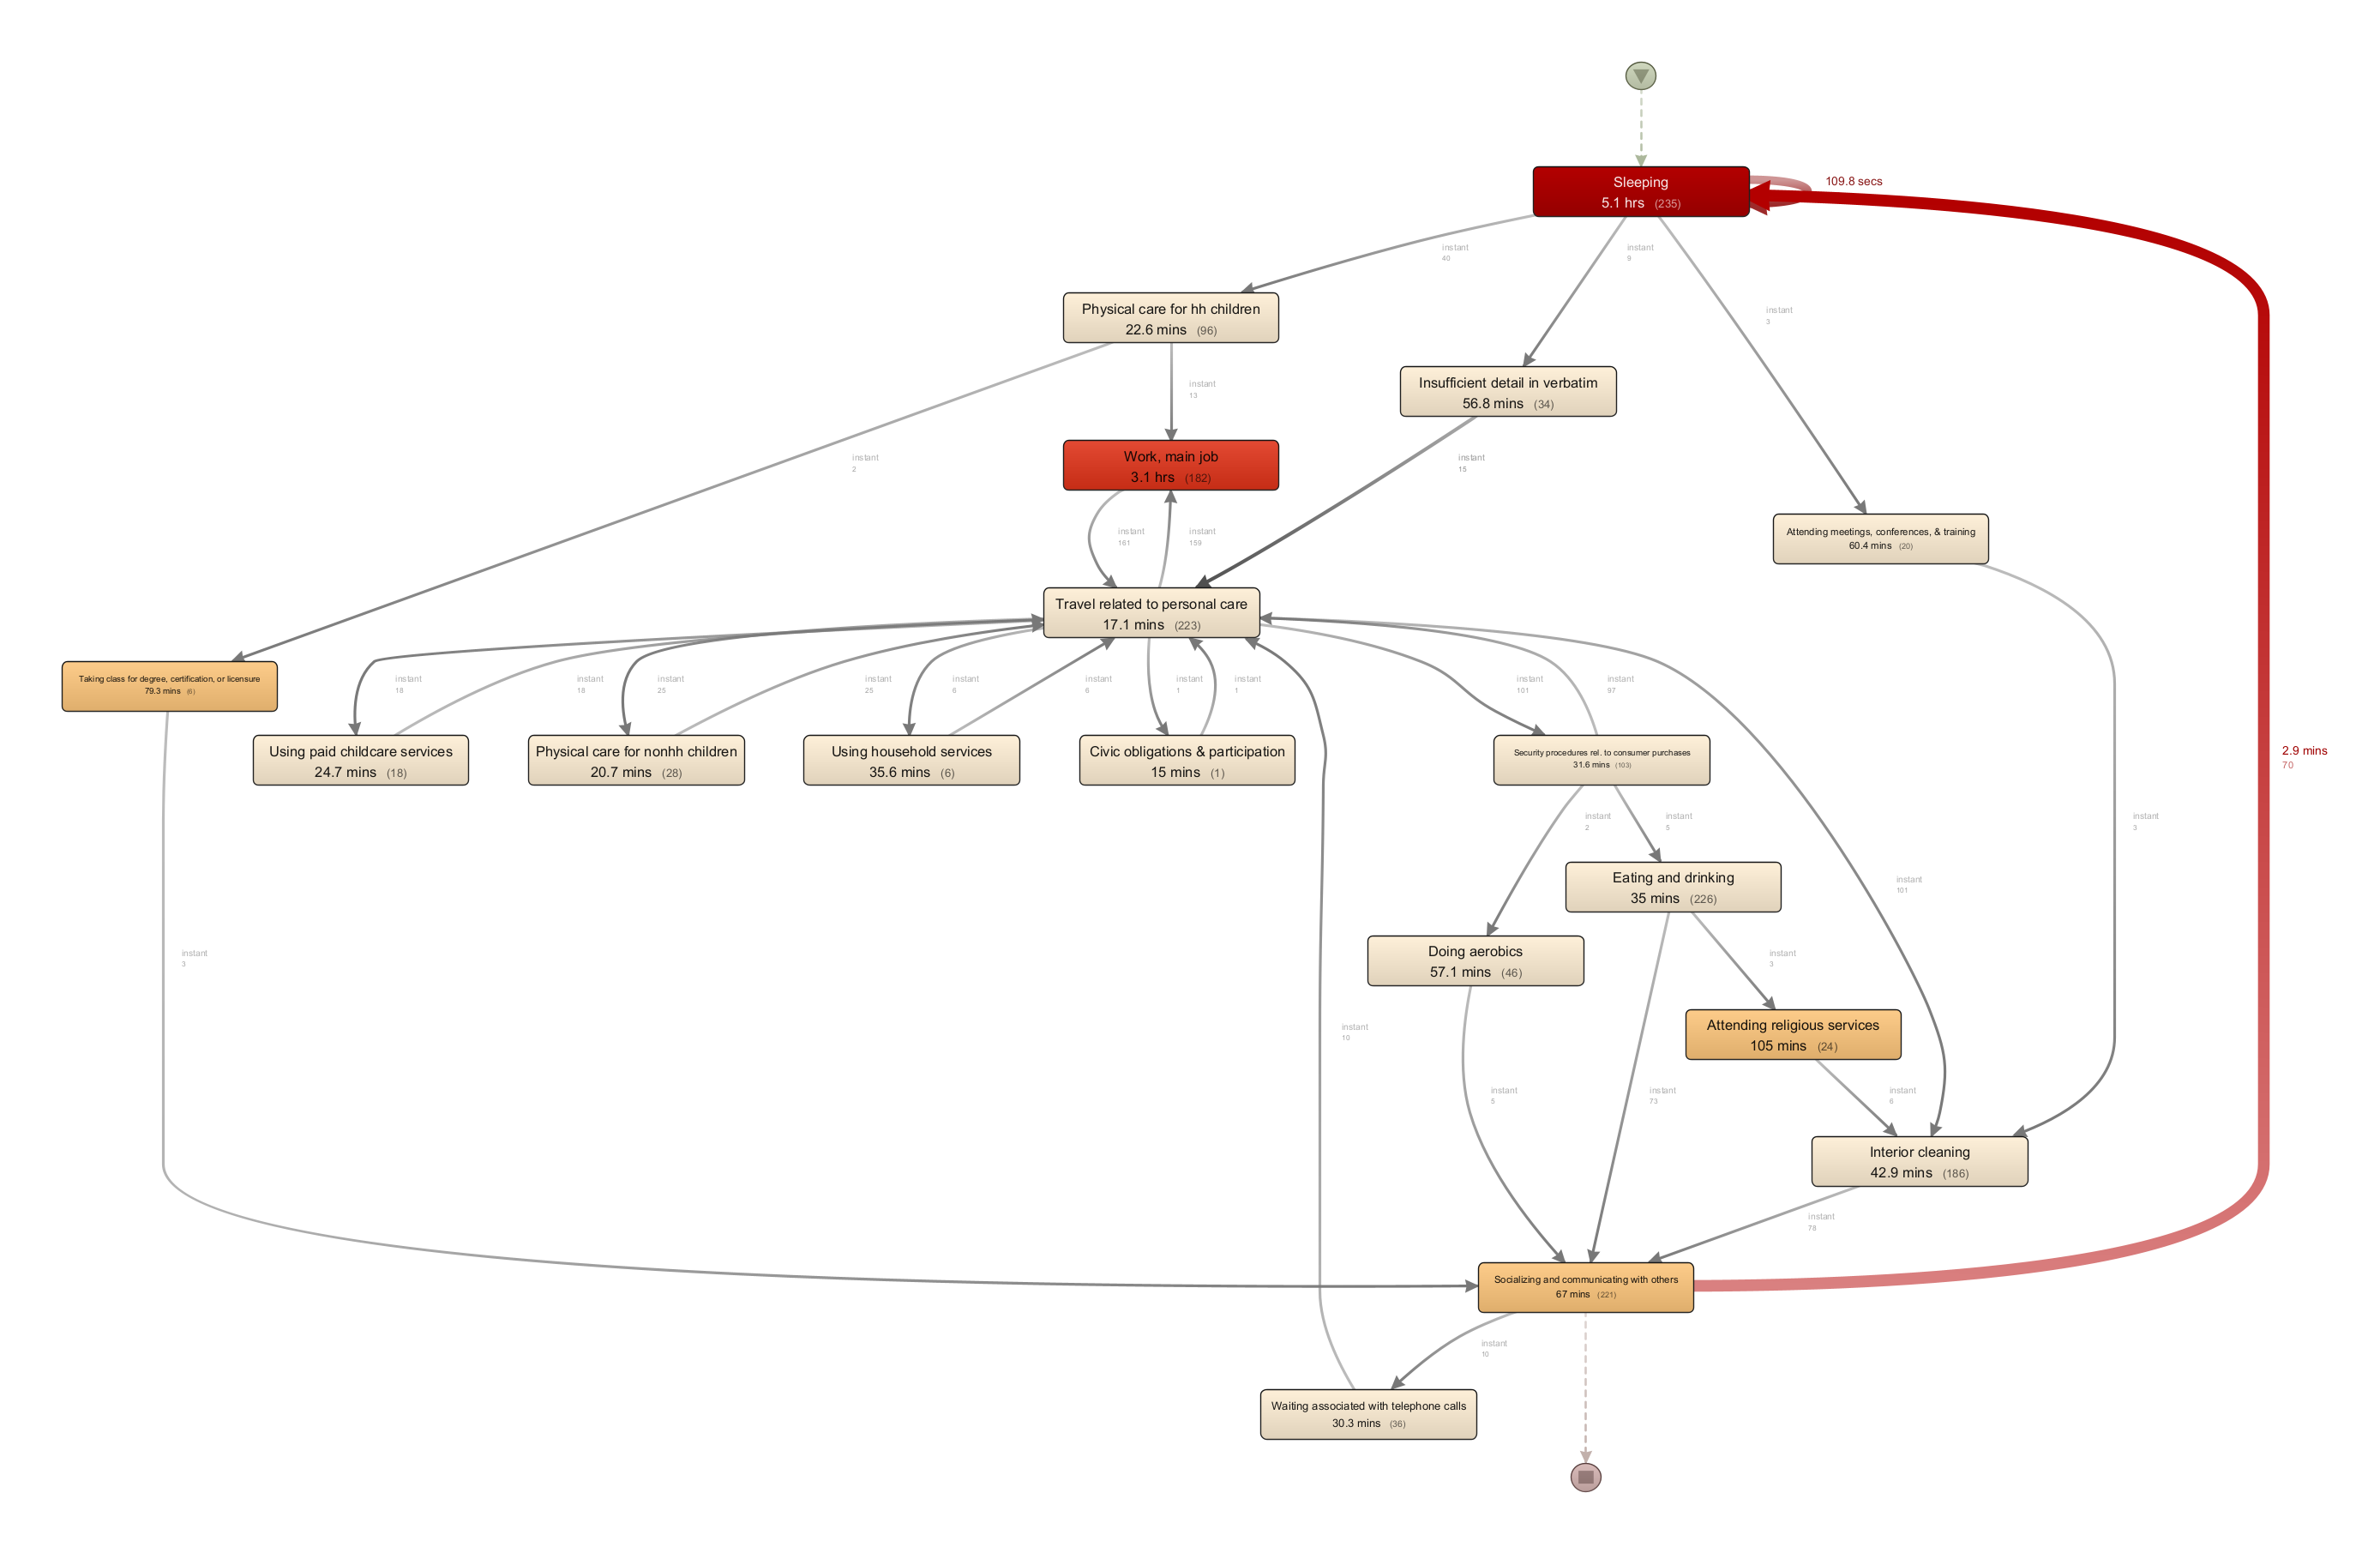 Sleeping
5.1 hrs (235)
109.8 secs
instant
40
instant
9
instant
3
Physical care for hh children
22.6 mins (96)
Insufficient detail in verbatim
56.8 mins (34)
instant
13
instant
2
Work, main job
3.1 hrs (182)
instant
15
Attending meetings, conferences, & training
60.4 mins (20)
instant
161
instant
159
Travel related to personal care
17.1 mins (223)
Taking class for degree, certification, or licensure
79.3 mins (6)
instant
18
instant
18
instant
25
instant
25
instant
6
instant
6
instant
1
instant
1
instant
101
instant
97
Using paid childcare services
24.7 mins (18)
Physical care for nonhh children
20.7 mins (28)
Using household services
35.6 mins (6)
Civic obligations & participation
15 mins (1)
Security procedures rel. to consumer purchases
31.6 mins (103)
2.9 mins
70
instant
2
instant
5
instant
3
Eating and drinking
35 mins (226)
instant
101
Doing aerobics
57.1 mins (46)
instant
3
instant
3
Attending religious services
105 mins (24)
instant
10
instant
5
instant
73
instant
6
Interior cleaning
42.9 mins (186)
instant
78
Socializing and communicating with others
67 mins (221)
instant
10
Waiting associated with telephone calls
30.3 mins (36)